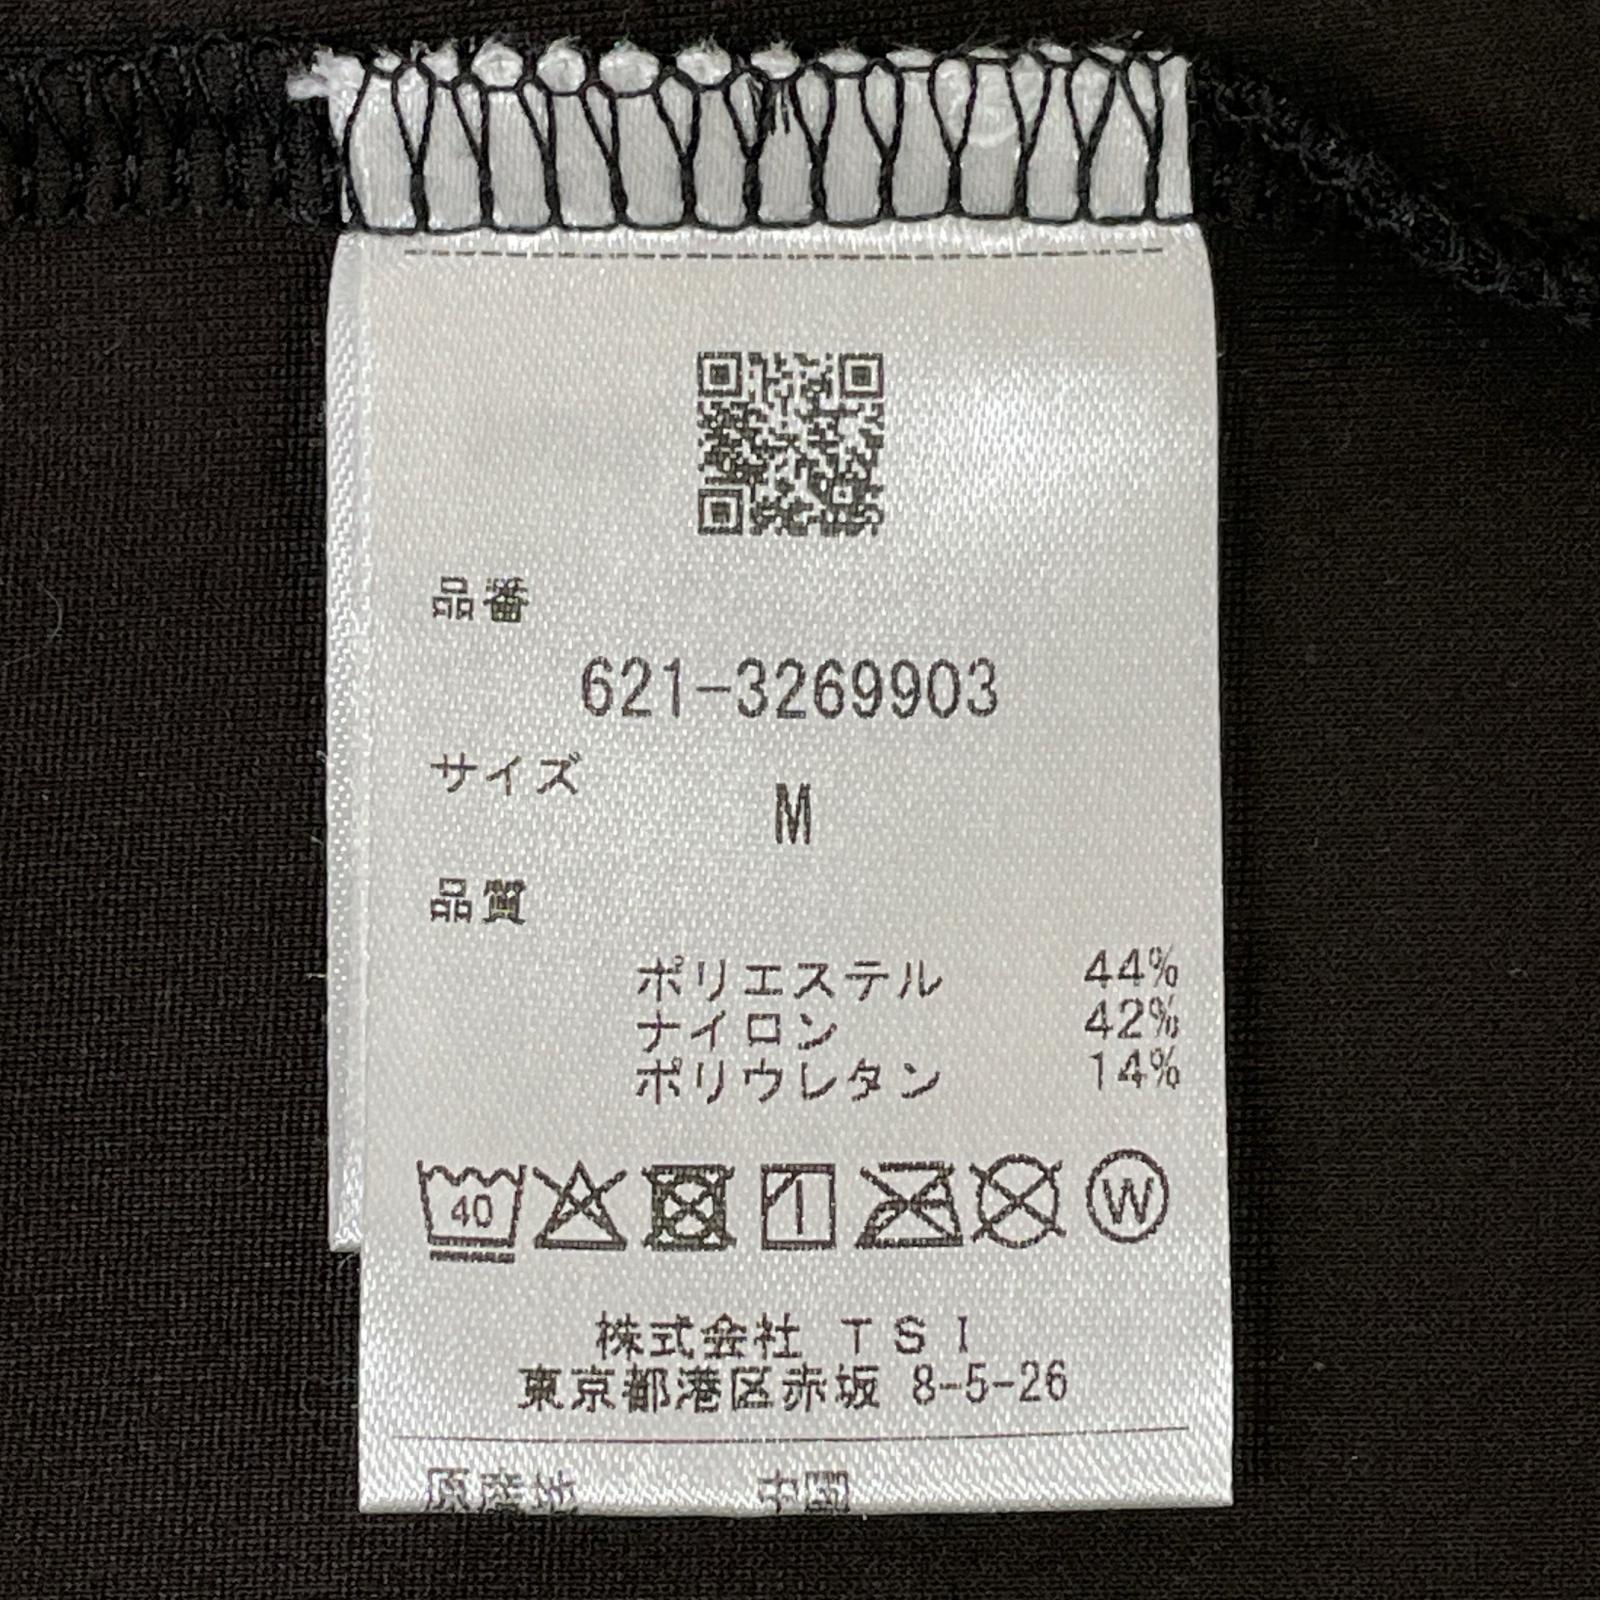 品番
621-3269903
サイズ
M
品質
ポリエステル 44%
ナイロン 42%
ポリウレタン 14%
40
W
株式会社 TSI
東京都港区赤坂 8-5-26
原産地 中国